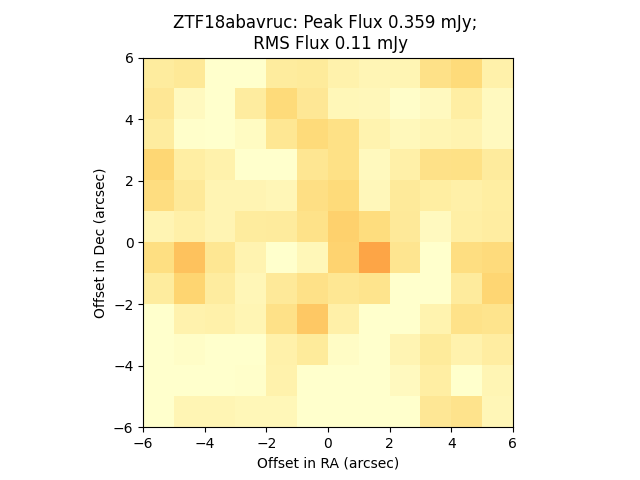 ZTF18abavruc: Peak Flux 0.359 mJy;
RMS Flux 0.11 mJy
6
4
2
0
−2
−4
−6
Offset in Dec (arcsec)
−6 −4 −2 0 2 4 6
Offset in RA (arcsec)